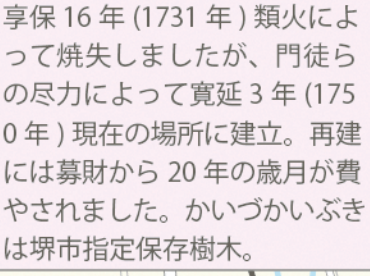 享保 16 年 (1731 年 ) 類火によ
って焼失しましたが、門徒ら
の尽力によって寛延 3 年 (175
0 年 ) 現在の場所に建立。再建
には募財から 20 年の歳月が費
やされました。かいづかいぶき
は堺市指定保存樹木。